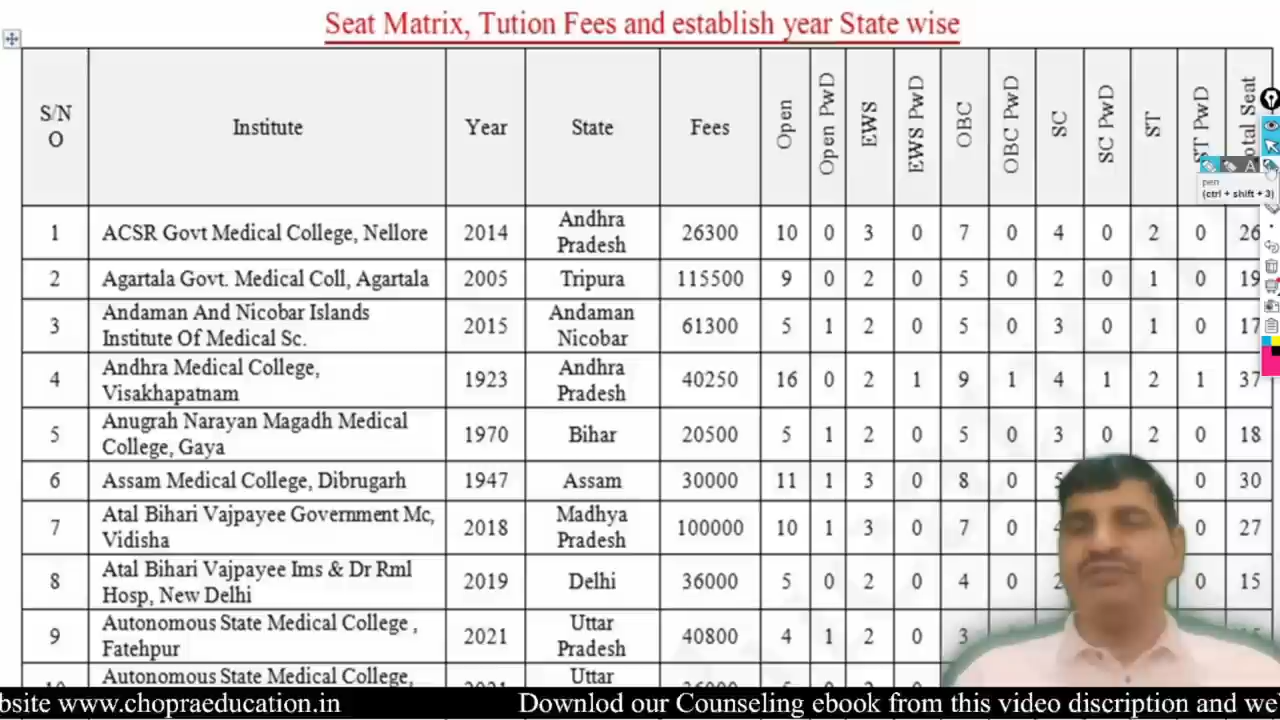 Seat Matrix, Tution Fees and establish year State wise
S/N O Institute Year State Fees Open Open PwD EWS EWS PwD OBC OBC PwD SC SC PwD ST ST PwD otal Seat
pen
(ctrl + shift + 3)
1 ACSR Govt Medical College, Nellore 2014 Andhra Pradesh 26300 10 0 3 0 7 0 4 0 2 0 26
2 Agartala Govt. Medical Coll, Agartala 2005 Tripura 115500 9 0 2 0 5 0 2 0 1 0 19
3 Andaman And Nicobar Islands Institute Of Medical Sc. 2015 Andaman Nicobar 61300 5 1 2 0 5 0 3 0 1 0 17
4 Andhra Medical College, Visakhapatnam 1923 Andhra Pradesh 40250 16 0 2 1 9 1 4 1 2 1 37
5 Anugrah Narayan Magadh Medical College, Gaya 1970 Bihar 20500 5 1 2 0 5 0 3 0 2 0 18
6 Assam Medical College, Dibrugarh 1947 Assam 30000 11 1 3 0 8 0 5 0 30
7 Atal Bihari Vajpayee Government Mc, Vidisha 2018 Madhya Pradesh 100000 10 1 3 0 7 0 4 0 27
8 Atal Bihari Vajpayee Ims & Dr Rml Hosp, New Delhi 2019 Delhi 36000 5 0 2 0 4 0 2 0 15
9 Autonomous State Medical College , Fatehpur 2021 Uttar Pradesh 40800 4 1 2 0 3
Autonomous State Medical College, Uttar
bsite www.chopraeducation.in Downlod our Counseling ebook from this video discription and we